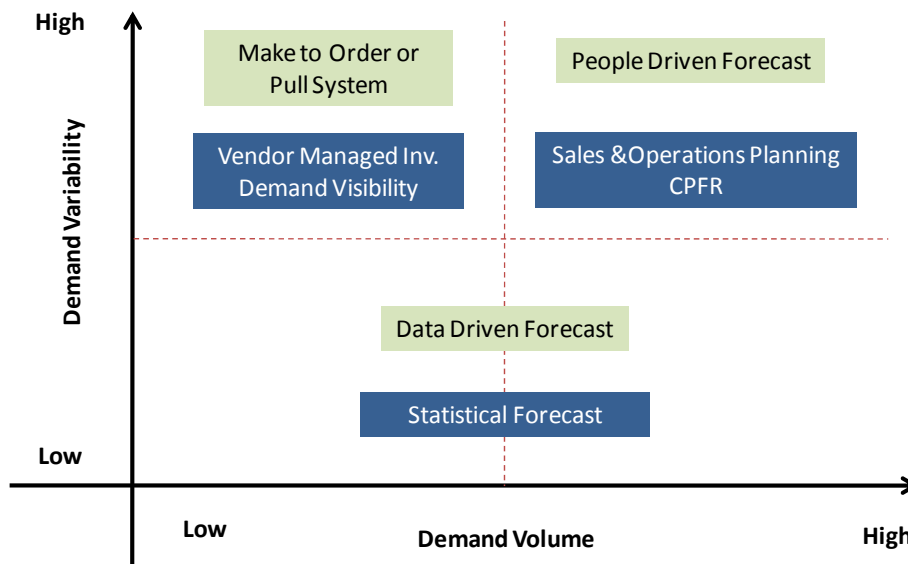 High
Make to Order or
Pull System
People Driven Forecast
Demand Variability
Vendor Managed Inv.
Demand Visibility
Sales &Operations Planning
CPFR
Data Driven Forecast
Statistical Forecast
Low
Low
Demand Volume
High